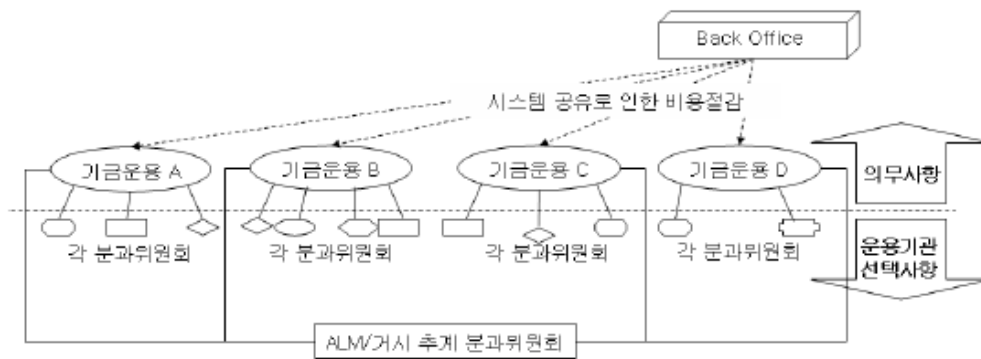 Back Office
시스템 공유로 인한 비용절감
기금운용 A
기금운용 B
기금운용 C
기금운용 D
의무사항
각 분과위원회
각 분과위원회
각 분과위원회
각 분과위원회
운용기관
선택사항
ALM/거시 추계 분과위원회